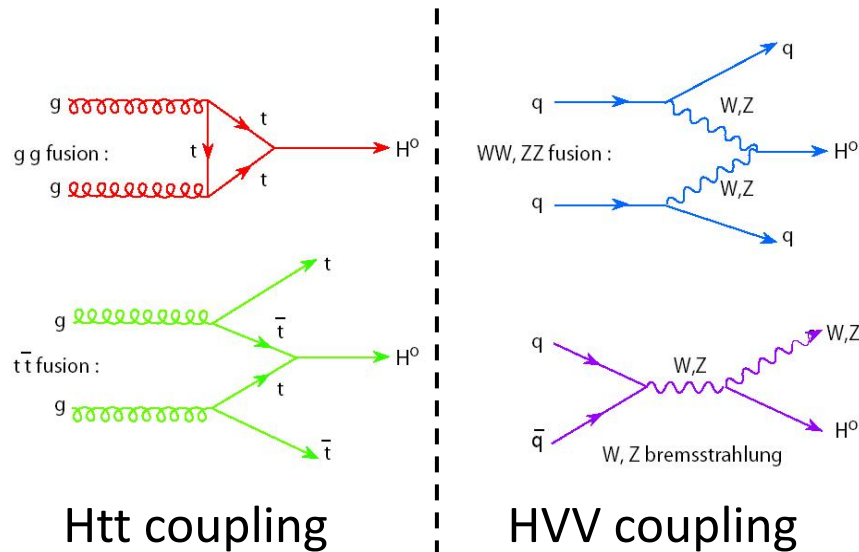 g
t
t
g g fusion :
H⁰
g
t
t
g
t̄
t t̄ fusion :
H⁰
t
g
t̄
Htt coupling
q
q
W,Z
WW, ZZ fusion :
H⁰
W,Z
q
q
q
W,Z
W,Z
q̄
H⁰
W, Z bremsstrahlung
HVV coupling